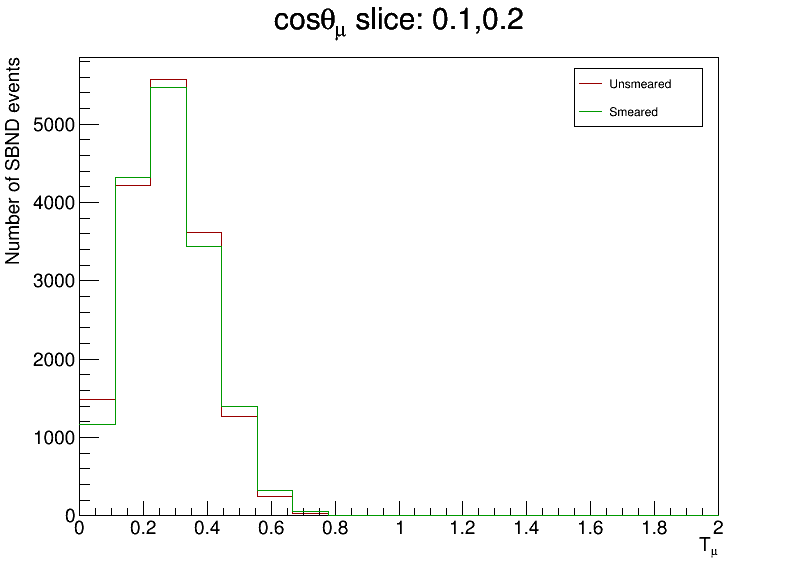 cosθμ slice: 0.1,0.2
Number of SBND events
Unsmeared
Smeared
5000
4000
3000
2000
1000
0
0 0.2 0.4 0.6 0.8 1 1.2 1.4 1.6 1.8 2
Tμ